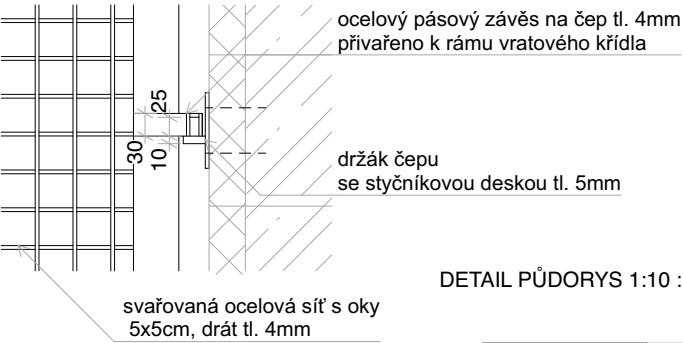 ocelový pásový závěs na čep tl. 4mm
přivařeno k rámu vratového křídla
25
30
10
držák čepu
se styčníkovou deskou tl. 5mm
DETAIL PŮDORYS 1:10 :
svařovaná ocelová síť s oky
5x5cm, drát tl. 4mm